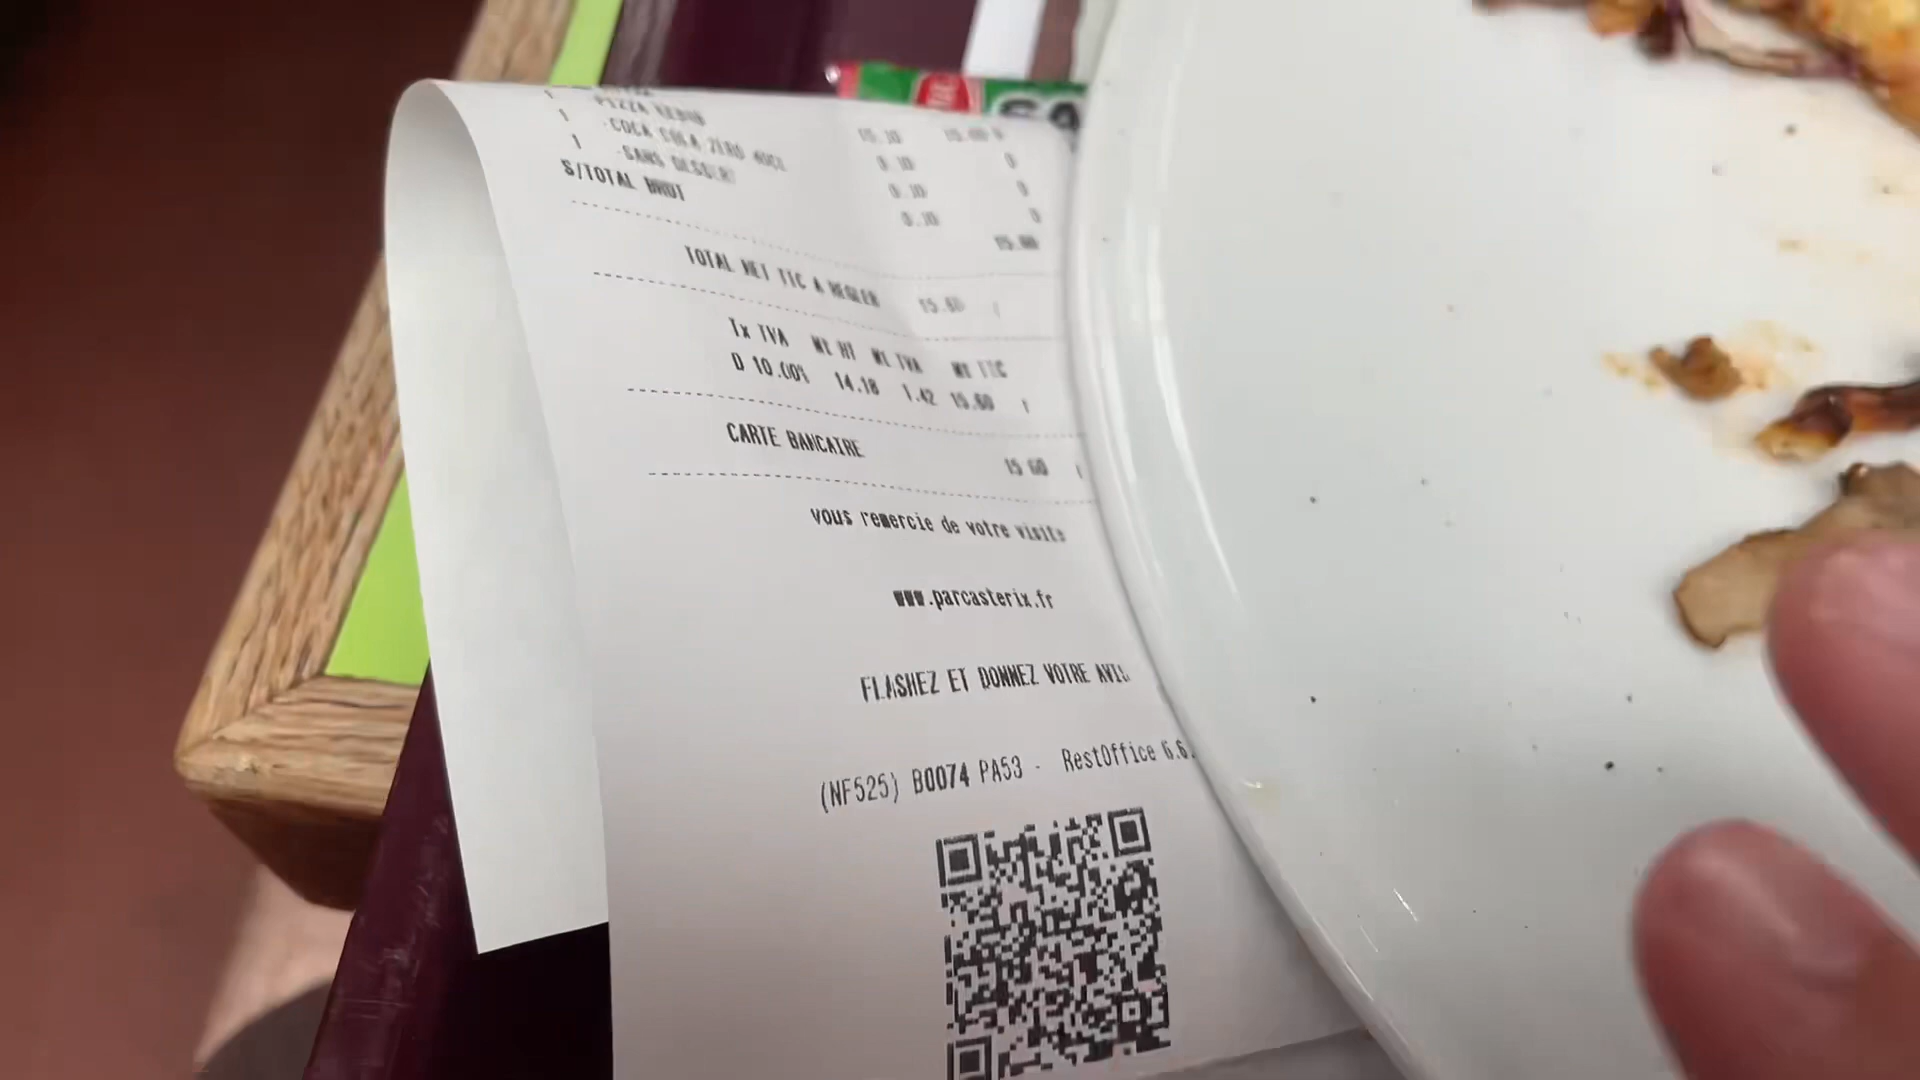 1 PIZZA KEBAB
1 -COCA COLA ZERO 40CL
1 -SANS DESSERT
S/TOTAL BRUT 15.60
TOTAL NET TTC A REGLER 15.60
Tx TVA Mt HT Mt TVA Mt TTC
D 10.00% 14.18 1.42 15.60
CARTE BANCAIRE 15.60
vous remercie de votre visite
www.parcasterix.fr
FLASHEZ ET DONNEZ VOTRE AVIS
(NF525) B0074 PA53 - RestOffice 6.6.